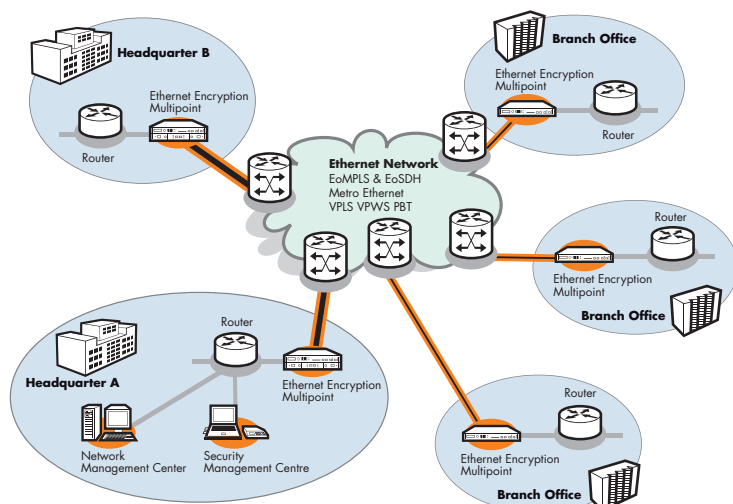 Headquarter B
Ethernet Encryption
Multipoint
Router
Branch Office
Ethernet Encryption
Multipoint
Router
Ethernet Network
EoMPLS & EoSDH
Metro Ethernet
VPLS VPWS PBT
Router
Ethernet Encryption
Multipoint
Branch Office
Router
Headquarter A
Ethernet Encryption
Multipoint
Network
Management Center
Security
Management Centre
Router
Ethernet Encryption
Multipoint
Branch Office